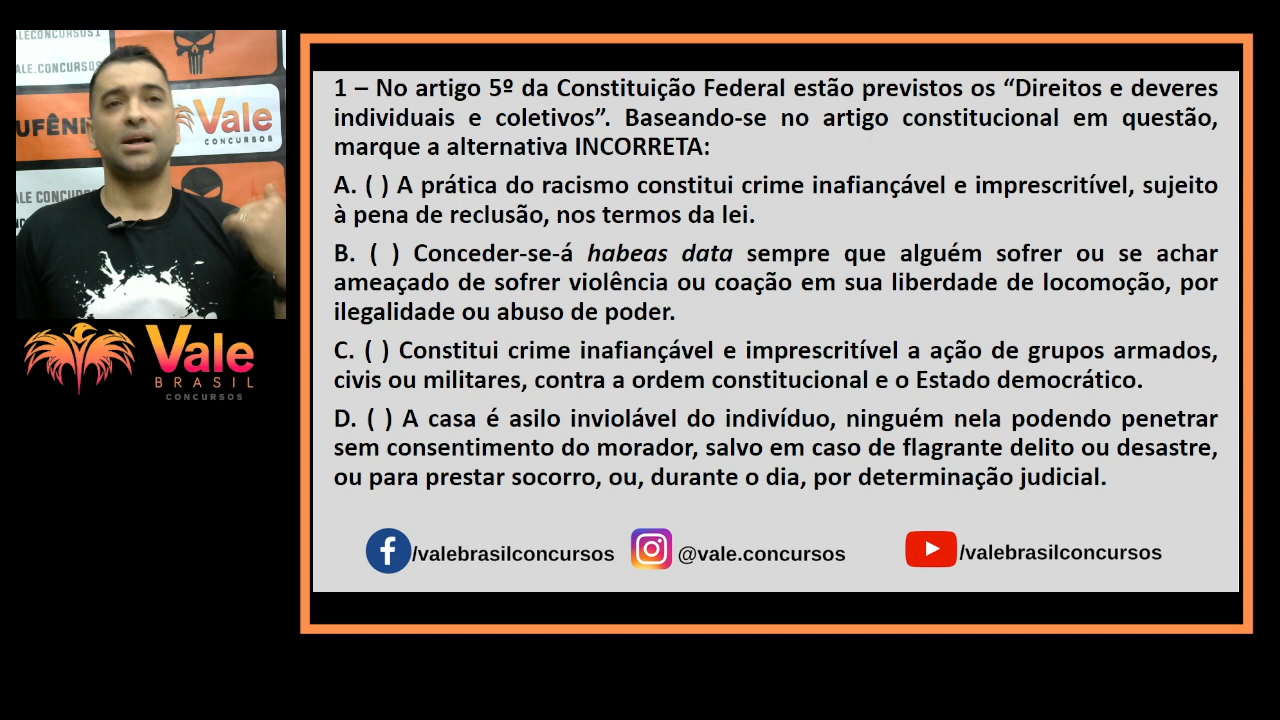 LECONCURSOS1
ALE.CONCURS
UFÊNI
Vale
CONCURSOS
ALE CONCURS
Vale
BRASIL
CONCURSOS
1 – No artigo 5º da Constituição Federal estão previstos os “Direitos e deveres
individuais e coletivos”. Baseando-se no artigo constitucional em questão,
marque a alternativa INCORRETA:
A. ( ) A prática do racismo constitui crime inafiançável e imprescritível, sujeito
à pena de reclusão, nos termos da lei.
B. ( ) Conceder-se-á habeas data sempre que alguém sofrer ou se achar
ameaçado de sofrer violência ou coação em sua liberdade de locomoção, por
ilegalidade ou abuso de poder.
C. ( ) Constitui crime inafiançável e imprescritível a ação de grupos armados,
civis ou militares, contra a ordem constitucional e o Estado democrático.
D. ( ) A casa é asilo inviolável do indivíduo, ninguém nela podendo penetrar
sem consentimento do morador, salvo em caso de flagrante delito ou desastre,
ou para prestar socorro, ou, durante o dia, por determinação judicial.
/valebrasilconcursos
@vale.concursos
/valebrasilconcursos